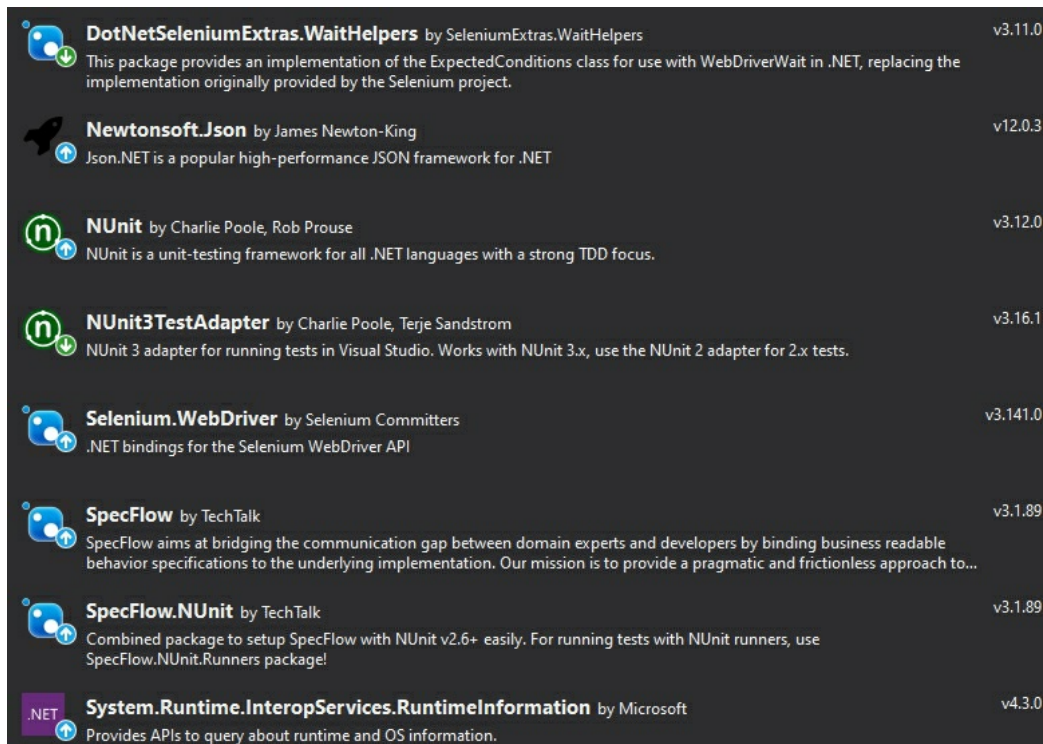 DotNetSeleniumExtras.WaitHelpers by SeleniumExtras.WaitHelpers v3.11.0
This package provides an implementation of the ExpectedConditions class for use with WebDriverWait in .NET, replacing the
implementation originally provided by the Selenium project.
Newtonsoft.Json by James Newton-King v12.0.3
Json.NET is a popular high-performance JSON framework for .NET
n NUnit by Charlie Poole, Rob Prouse v3.12.0
NUnit is a unit-testing framework for all .NET languages with a strong TDD focus.
n NUnit3TestAdapter by Charlie Poole, Terje Sandstrom v3.16.1
NUnit 3 adapter for running tests in Visual Studio. Works with NUnit 3.x, use the NUnit 2 adapter for 2.x tests.
Selenium.WebDriver by Selenium Committers v3.141.0
.NET bindings for the Selenium WebDriver API
SpecFlow by TechTalk v3.1.89
SpecFlow aims at bridging the communication gap between domain experts and developers by binding business readable
behavior specifications to the underlying implementation. Our mission is to provide a pragmatic and frictionless approach to...
SpecFlow.NUnit by TechTalk v3.1.89
Combined package to setup SpecFlow with NUnit v2.6+ easily. For running tests with NUnit runners, use
SpecFlow.NUnit.Runners package!
.NET System.Runtime.InteropServices.RuntimeInformation by Microsoft v4.3.0
Provides APIs to query about runtime and OS information.